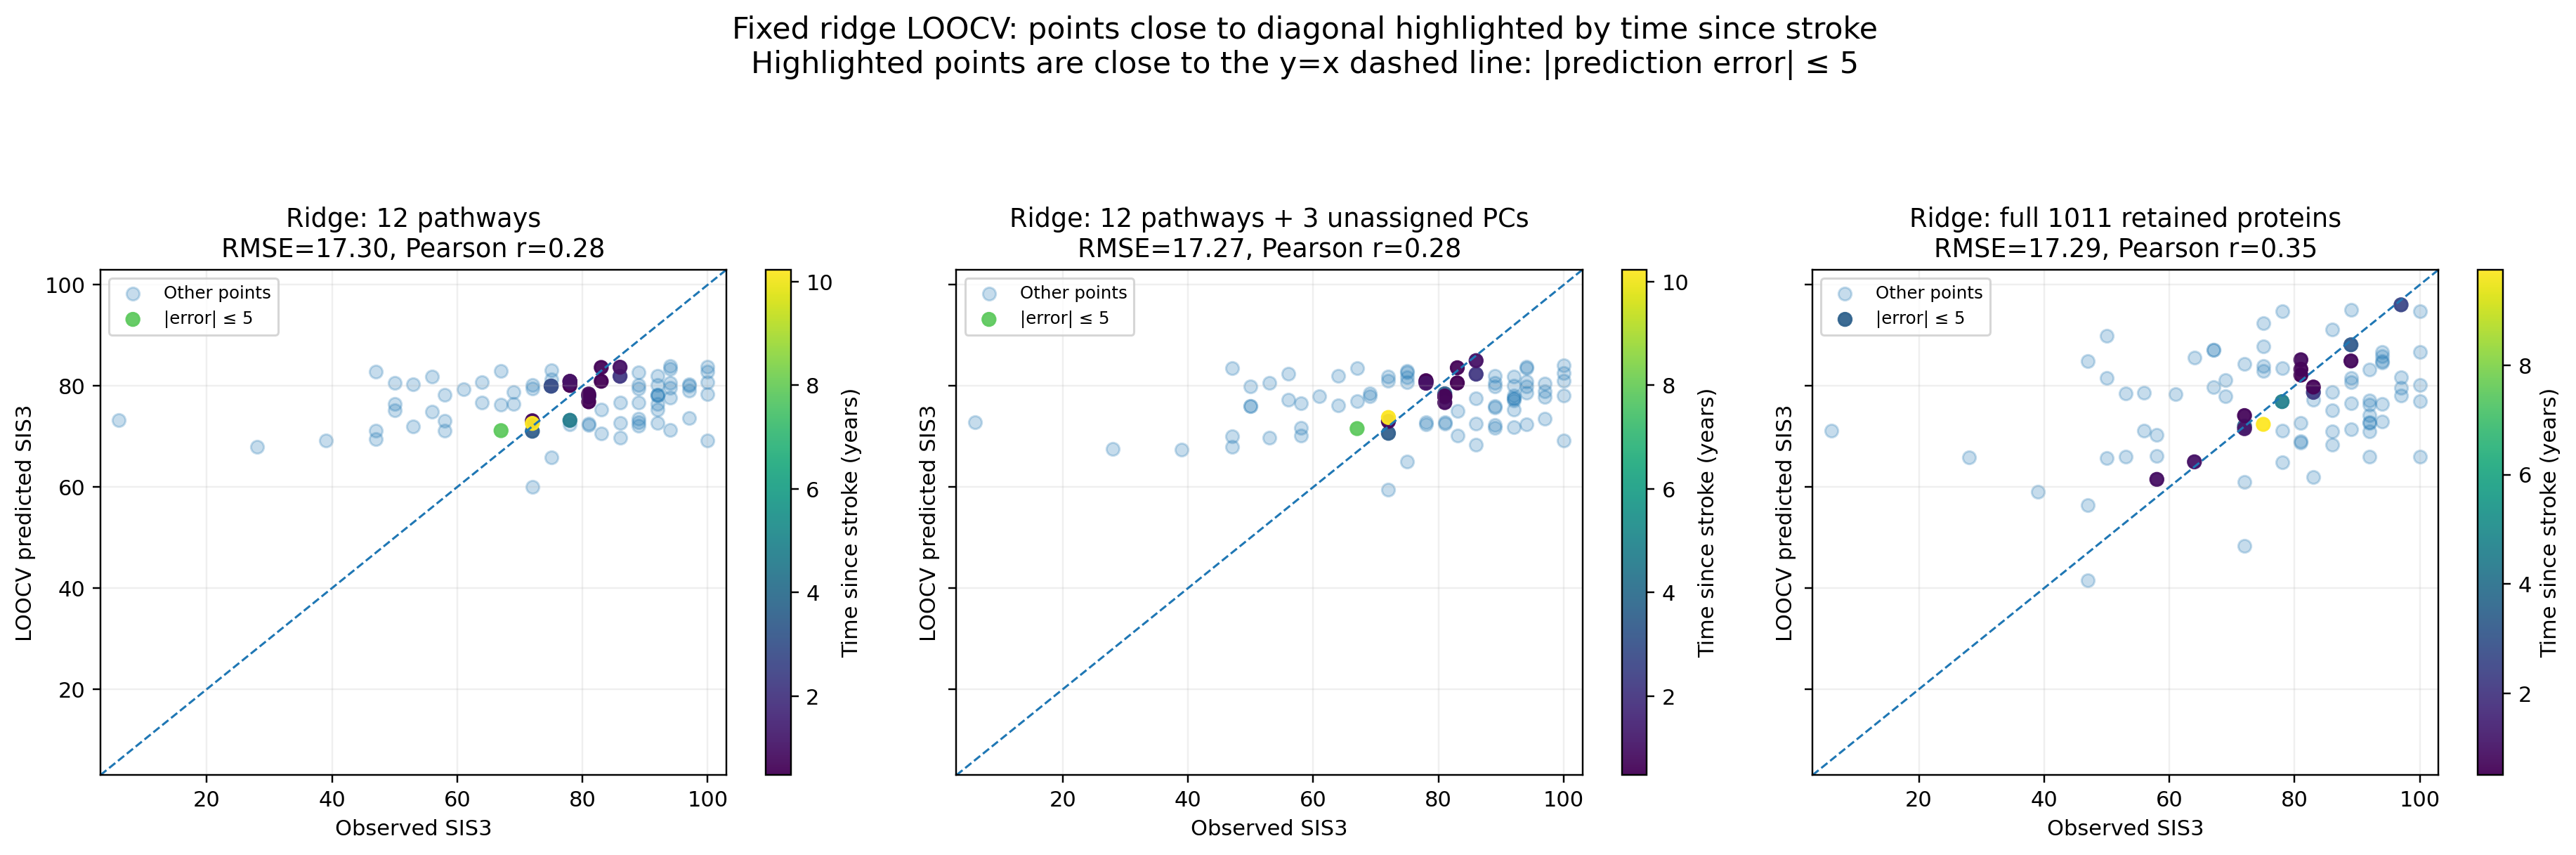 Fixed ridge LOOCV: points close to diagonal highlighted by time since stroke
Highlighted points are close to the y=x dashed line: |prediction error| ≤ 5
Ridge: 12 pathways
RMSE=17.30, Pearson r=0.28
Other points
|error| ≤ 5
100
80
60
40
20
20
40
60
80
100
LOOCV predicted SIS3
Observed SIS3
10
8
6
4
2
Time since stroke (years)
Ridge: 12 pathways + 3 unassigned PCs
RMSE=17.27, Pearson r=0.28
Other points
|error| ≤ 5
20
40
60
80
100
LOOCV predicted SIS3
Observed SIS3
10
8
6
4
2
Time since stroke (years)
Ridge: full 1011 retained proteins
RMSE=17.29, Pearson r=0.35
Other points
|error| ≤ 5
20
40
60
80
100
LOOCV predicted SIS3
Observed SIS3
8
6
4
2
Time since stroke (years)